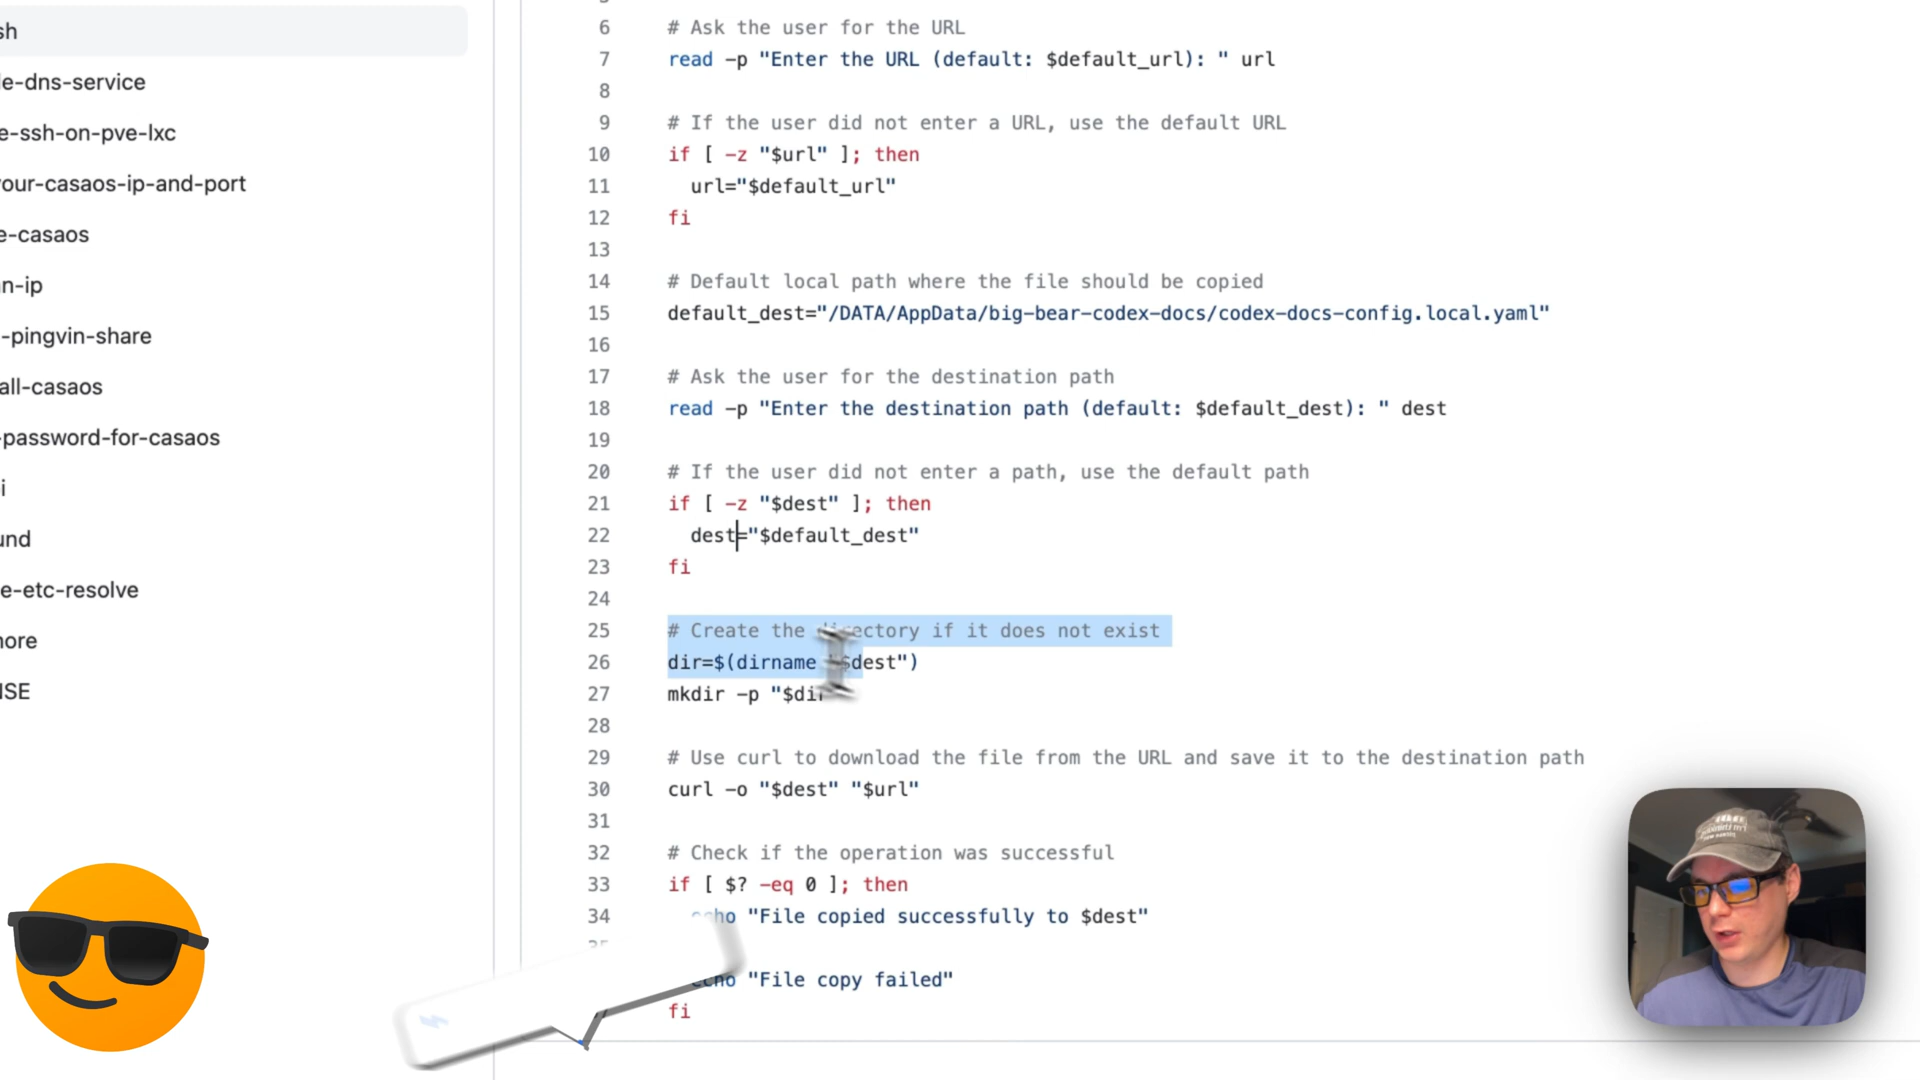 sh
le-dns-service
e-ssh-on-pve-lxc
your-casaos-ip-and-port
e-casaos
n-ip
-pingvin-share
all-casaos
-password-for-casaos
i
und
e-etc-resolve
nore
NSE
6 # Ask the user for the URL
7 read -p "Enter the URL (default: $default_url): " url
8
9 # If the user did not enter a URL, use the default URL
10 if [ -z "$url" ]; then
11 url="$default_url"
12 fi
13
14 # Default local path where the file should be copied
15 default_dest="/DATA/AppData/big-bear-codex-docs/codex-docs-config.local.yaml"
16
17 # Ask the user for the destination path
18 read -p "Enter the destination path (default: $default_dest): " dest
19
20 # If the user did not enter a path, use the default path
21 if [ -z "$dest" ]; then
22 dest="$default_dest"
23 fi
24
25 # Create the directory if it does not exist
26 dir=$(dirname "$dest")
27 mkdir -p "$dir
28
29 # Use curl to download the file from the URL and save it to the destination path
30 curl -o "$dest" "$url"
31
32 # Check if the operation was successful
33 if [ $? -eq 0 ]; then
34 echo "File copied successfully to $dest"
echo "File copy failed"
fi